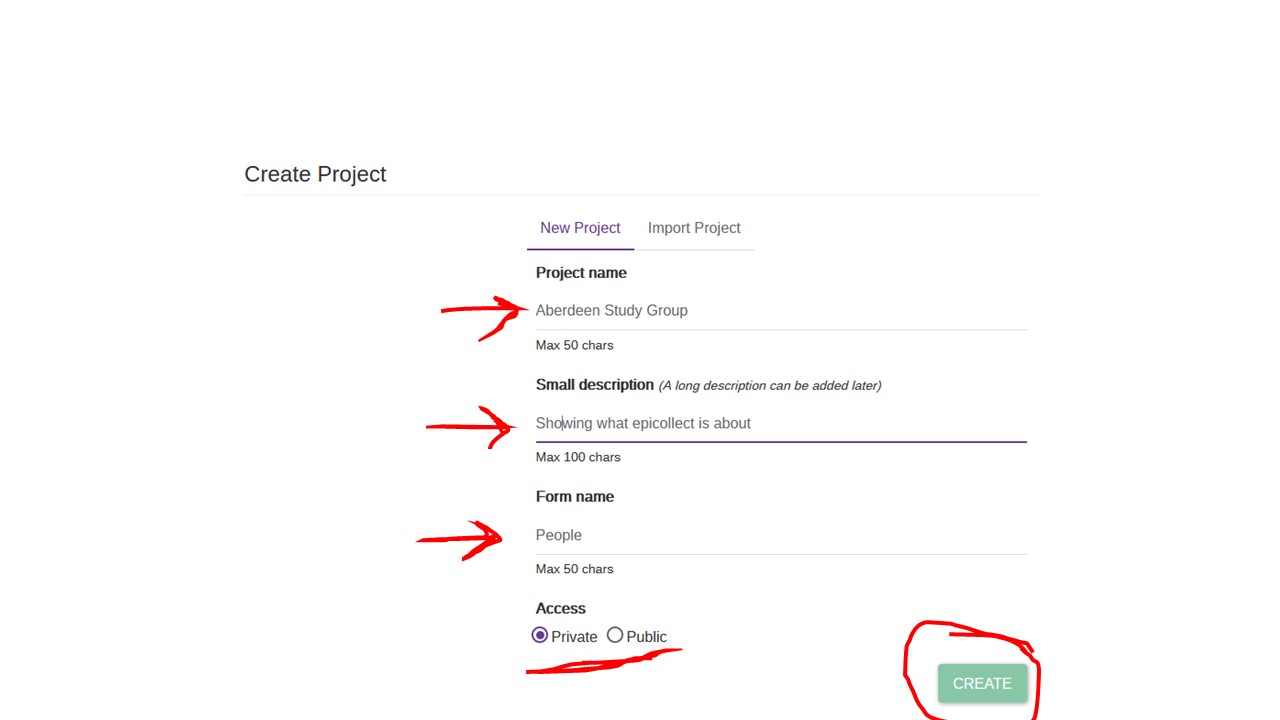 Create Project
New Project Import Project
Project name
Aberdeen Study Group
Max 50 chars
Small description (A long description can be added later)
Showing what epicollect is about
Max 100 chars
Form name
People
Max 50 chars
Access
Private Public
CREATE